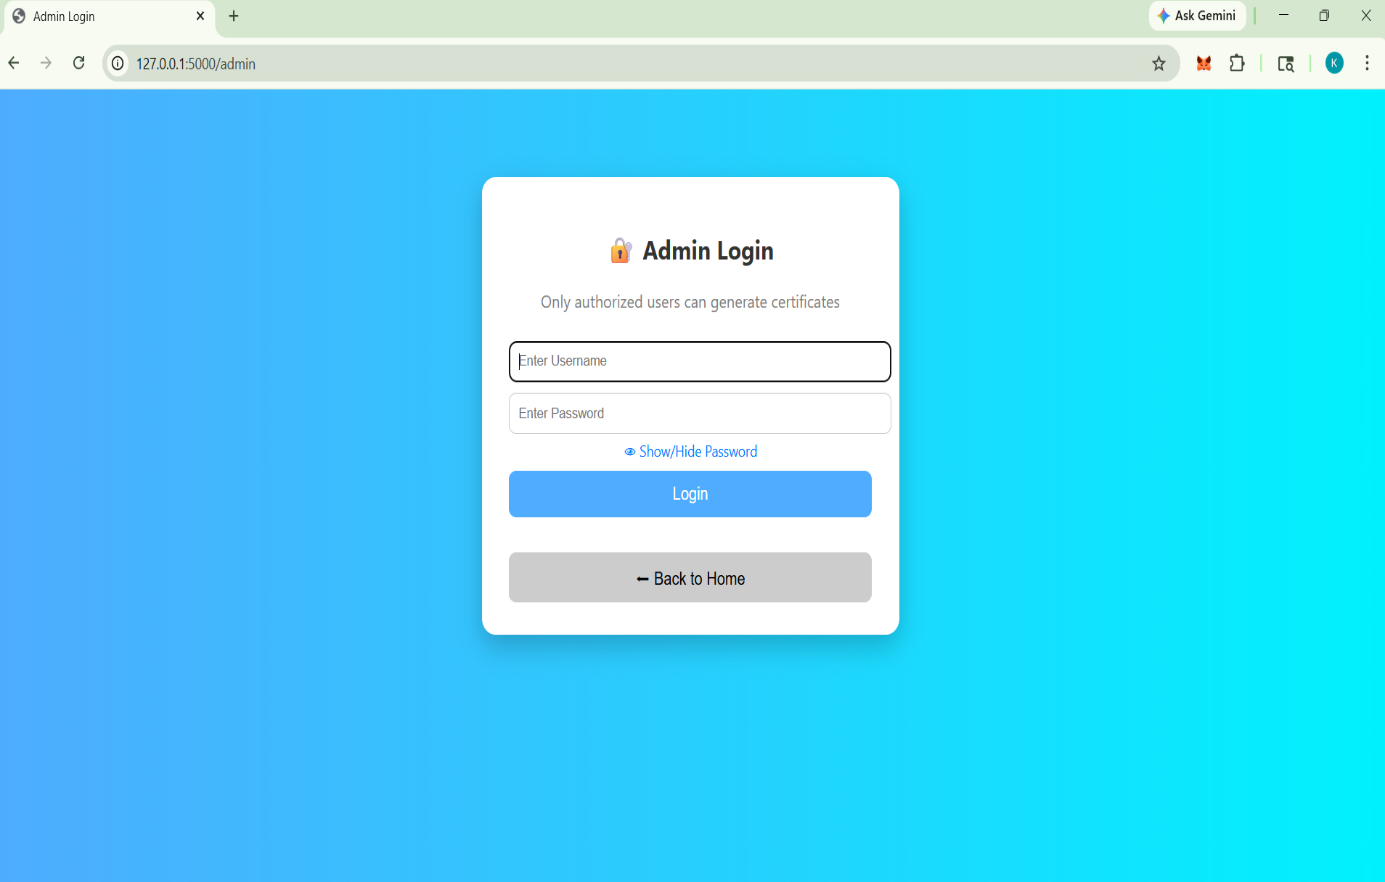 Admin Login
Ask Gemini
127.0.0.1:5000/admin
K
🔐 Admin Login
Only authorized users can generate certificates
Enter Username
Enter Password
👁 Show/Hide Password
Login
⬅ Back to Home